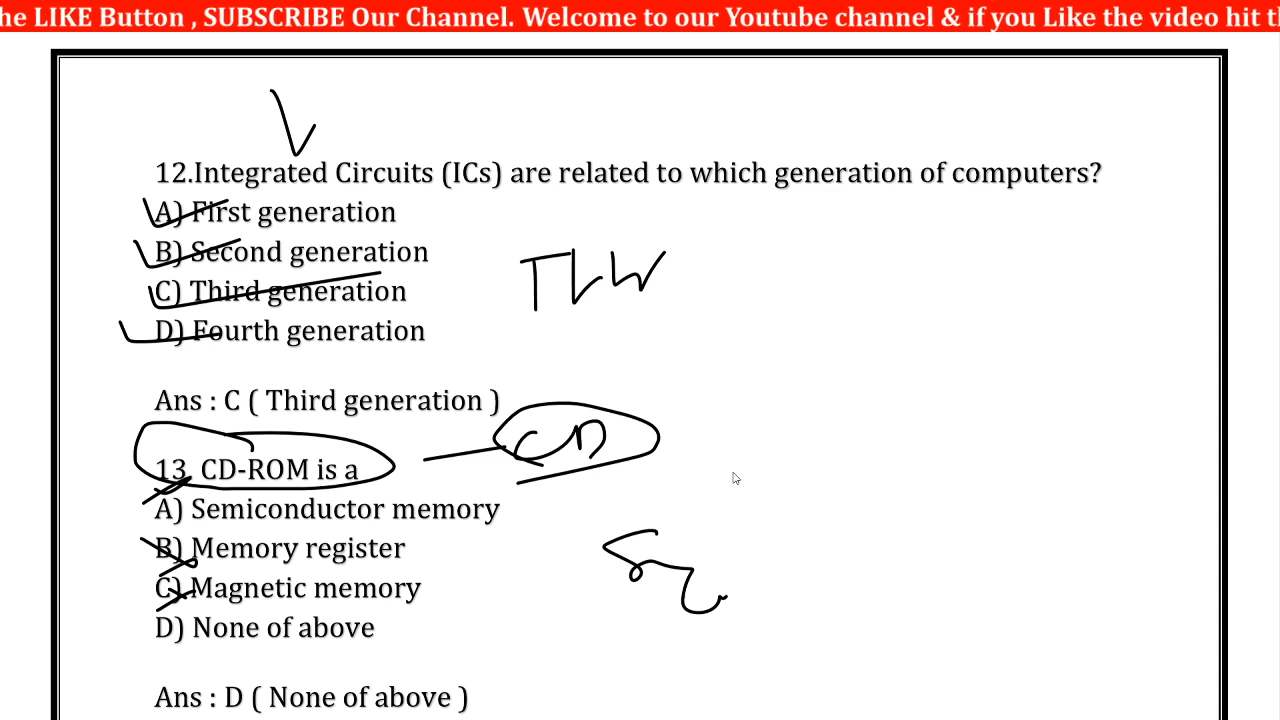 he LIKE Button , SUBSCRIBE Our Channel. Welcome to our Youtube channel & if you Like the video hit th
12.Integrated Circuits (ICs) are related to which generation of computers?
A) First generation
B) Second generation
C) Third generation
D) Fourth generation
Ans : C ( Third generation )
CD
13. CD-ROM is a
A) Semiconductor memory
B) Memory register
C) Magnetic memory
D) None of above
Ans : D ( None of above )